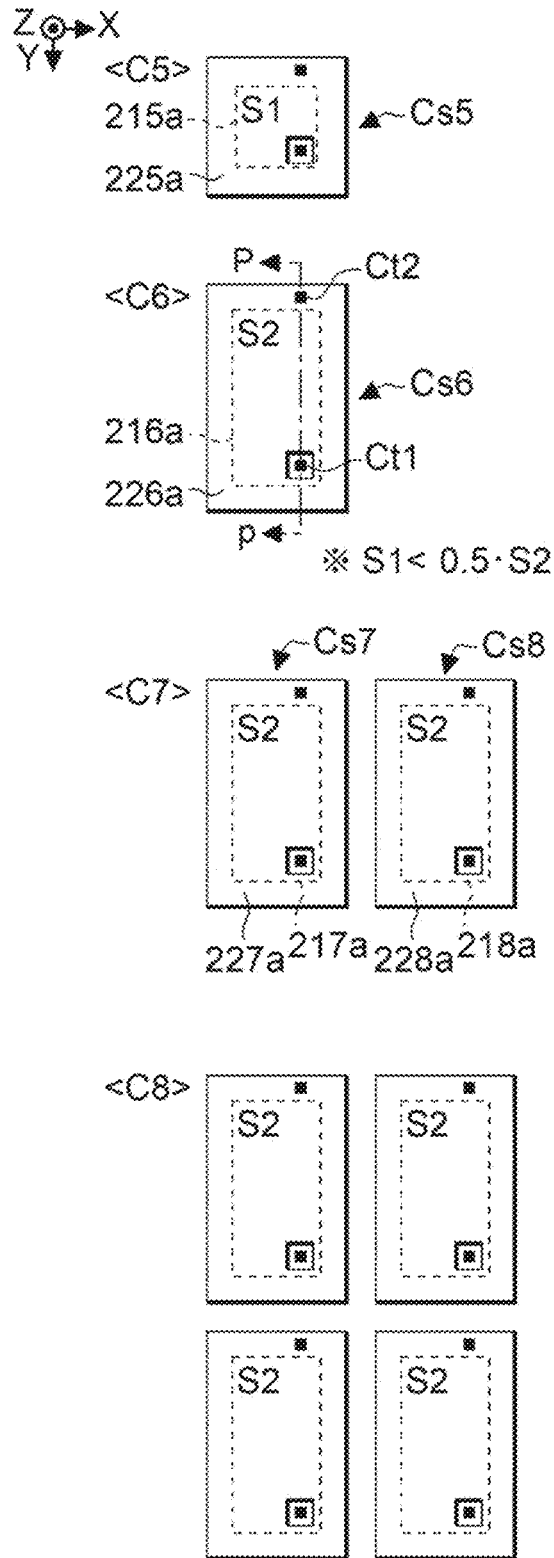 Z X
Y
<C5>
215a S1 Cs5
225a
P Ct2
<C6>
S2
Cs6
216a
Ct1
226a
p
※ S1< 0.5·S2
Cs7 Cs8
<C7>
S2 S2
227a 217a 228a 218a
<C8>
S2 S2
S2 S2